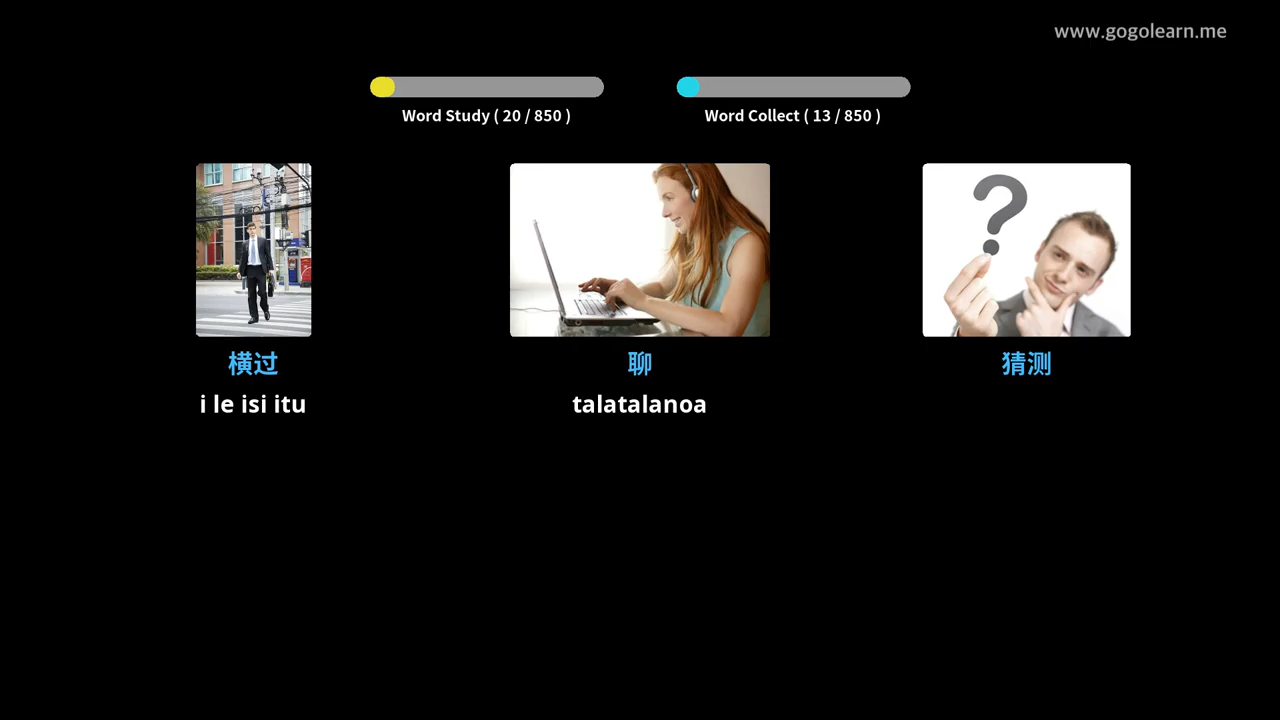 www.gogolearn.me
Word Study ( 20 / 850 )
Word Collect ( 13 / 850 )
横过
聊
猜测
i le isi itu
talatalanoa